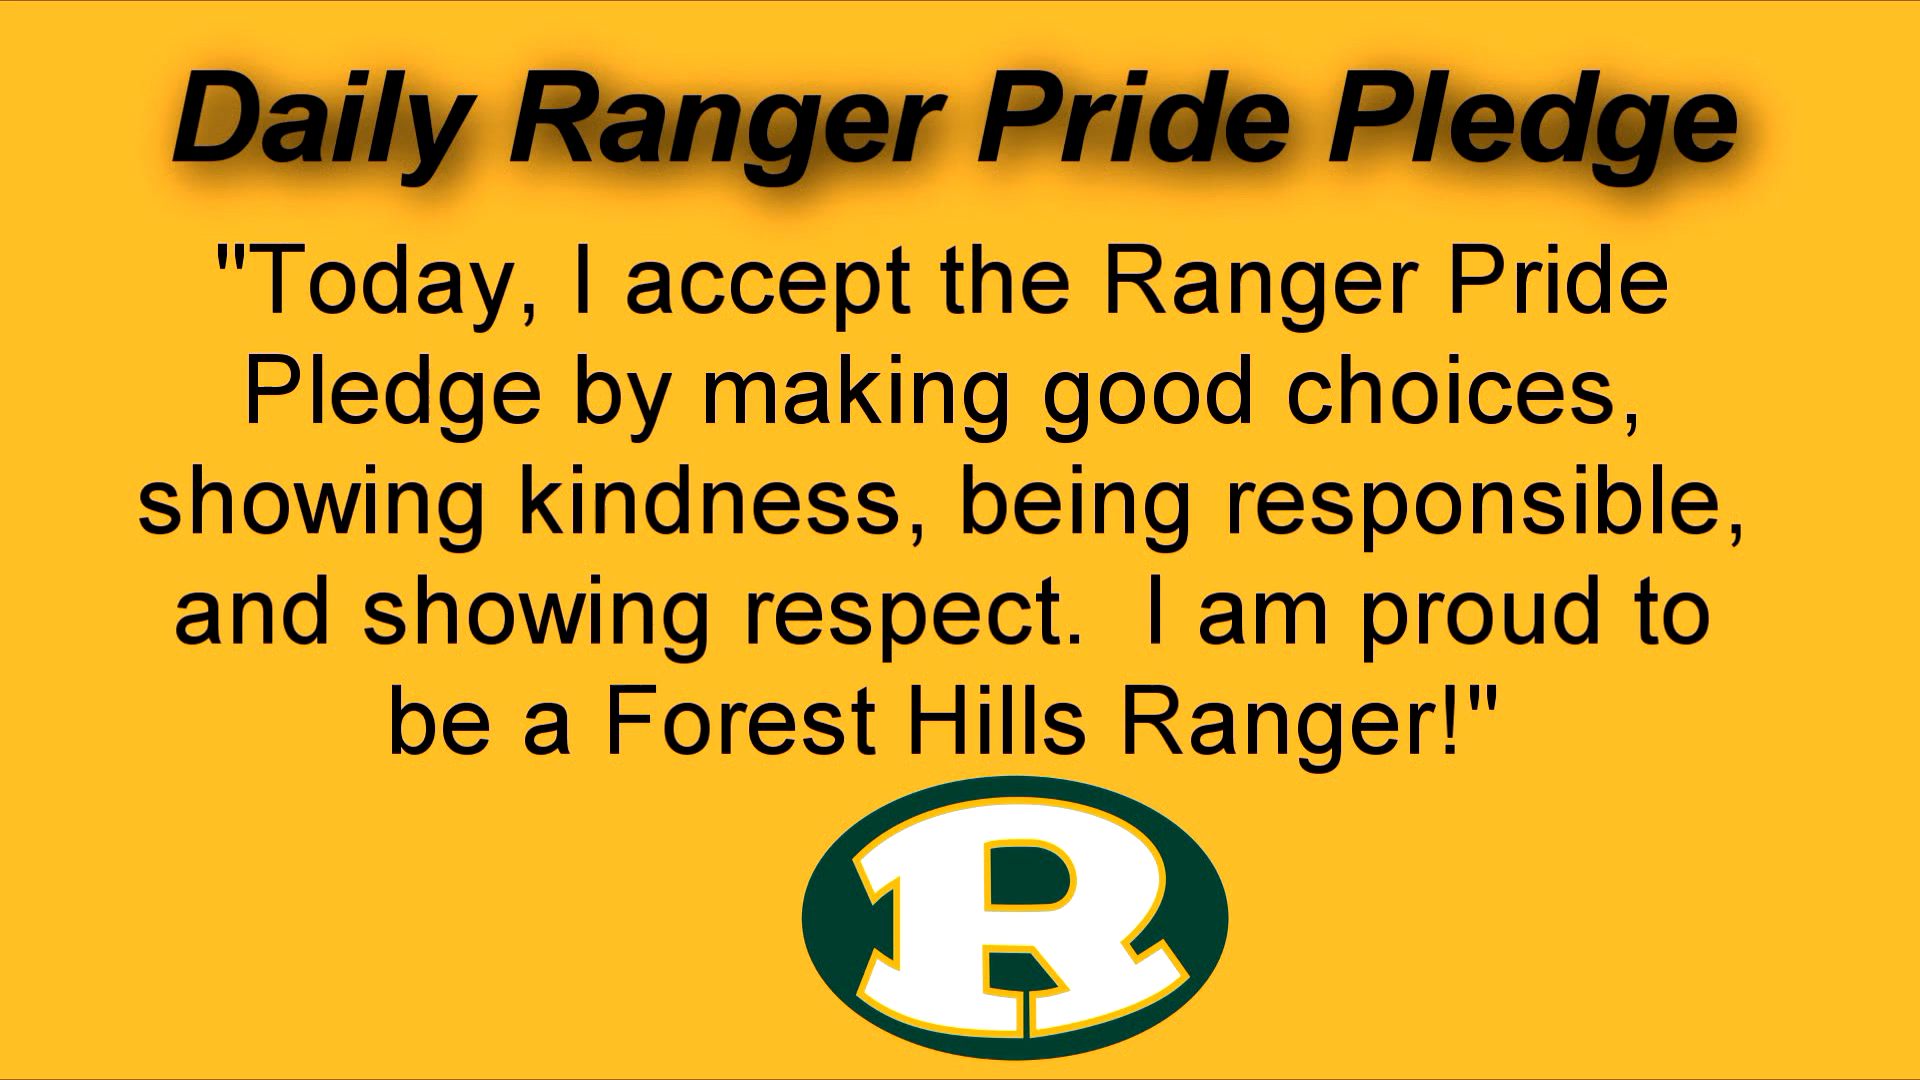 Daily Ranger Pride Pledge
"Today, I accept the Ranger Pride
Pledge by making good choices,
showing kindness, being responsible,
and showing respect.  I am proud to
be a Forest Hills Ranger!"
R